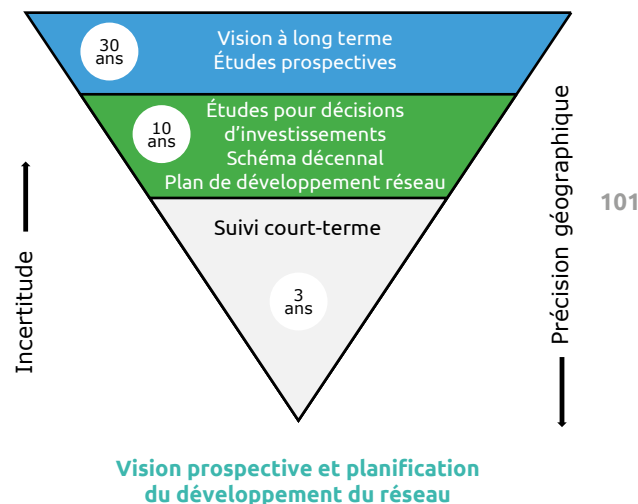 30
ans
Vision à long terme
Études prospectives
10
ans
Études pour décisions
d'investissements
Schéma décennal
Plan de développement réseau
Suivi court-terme
3
ans
Incertitude
Précision géographique
101
Vision prospective et planification
du développement du réseau